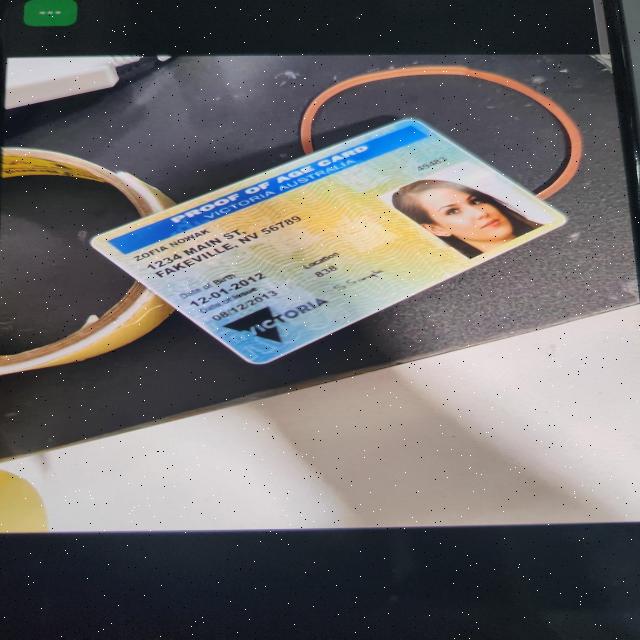 PROOF OF AGE CARD
VICTORIA AUSTRALIA
ZOFIA NOWAK
1234 MAIN ST,
FAKEVILLE, NY 56789
Date of Birth
12-01-2012
08-12-2013
Location
838
VICTORIA